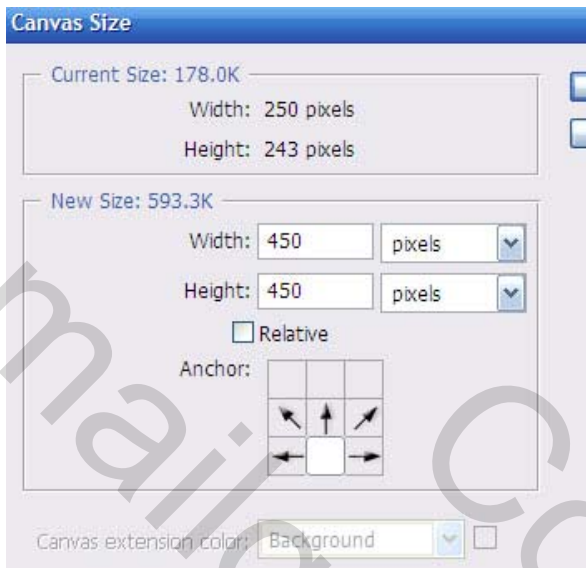 Canvas Size
Current Size: 178.0K
Width: 250 pixels
Height: 243 pixels
New Size: 593.3K
Width: 450 pixels
Height: 450 pixels
Relative
Anchor:
Canvas extension color: Background